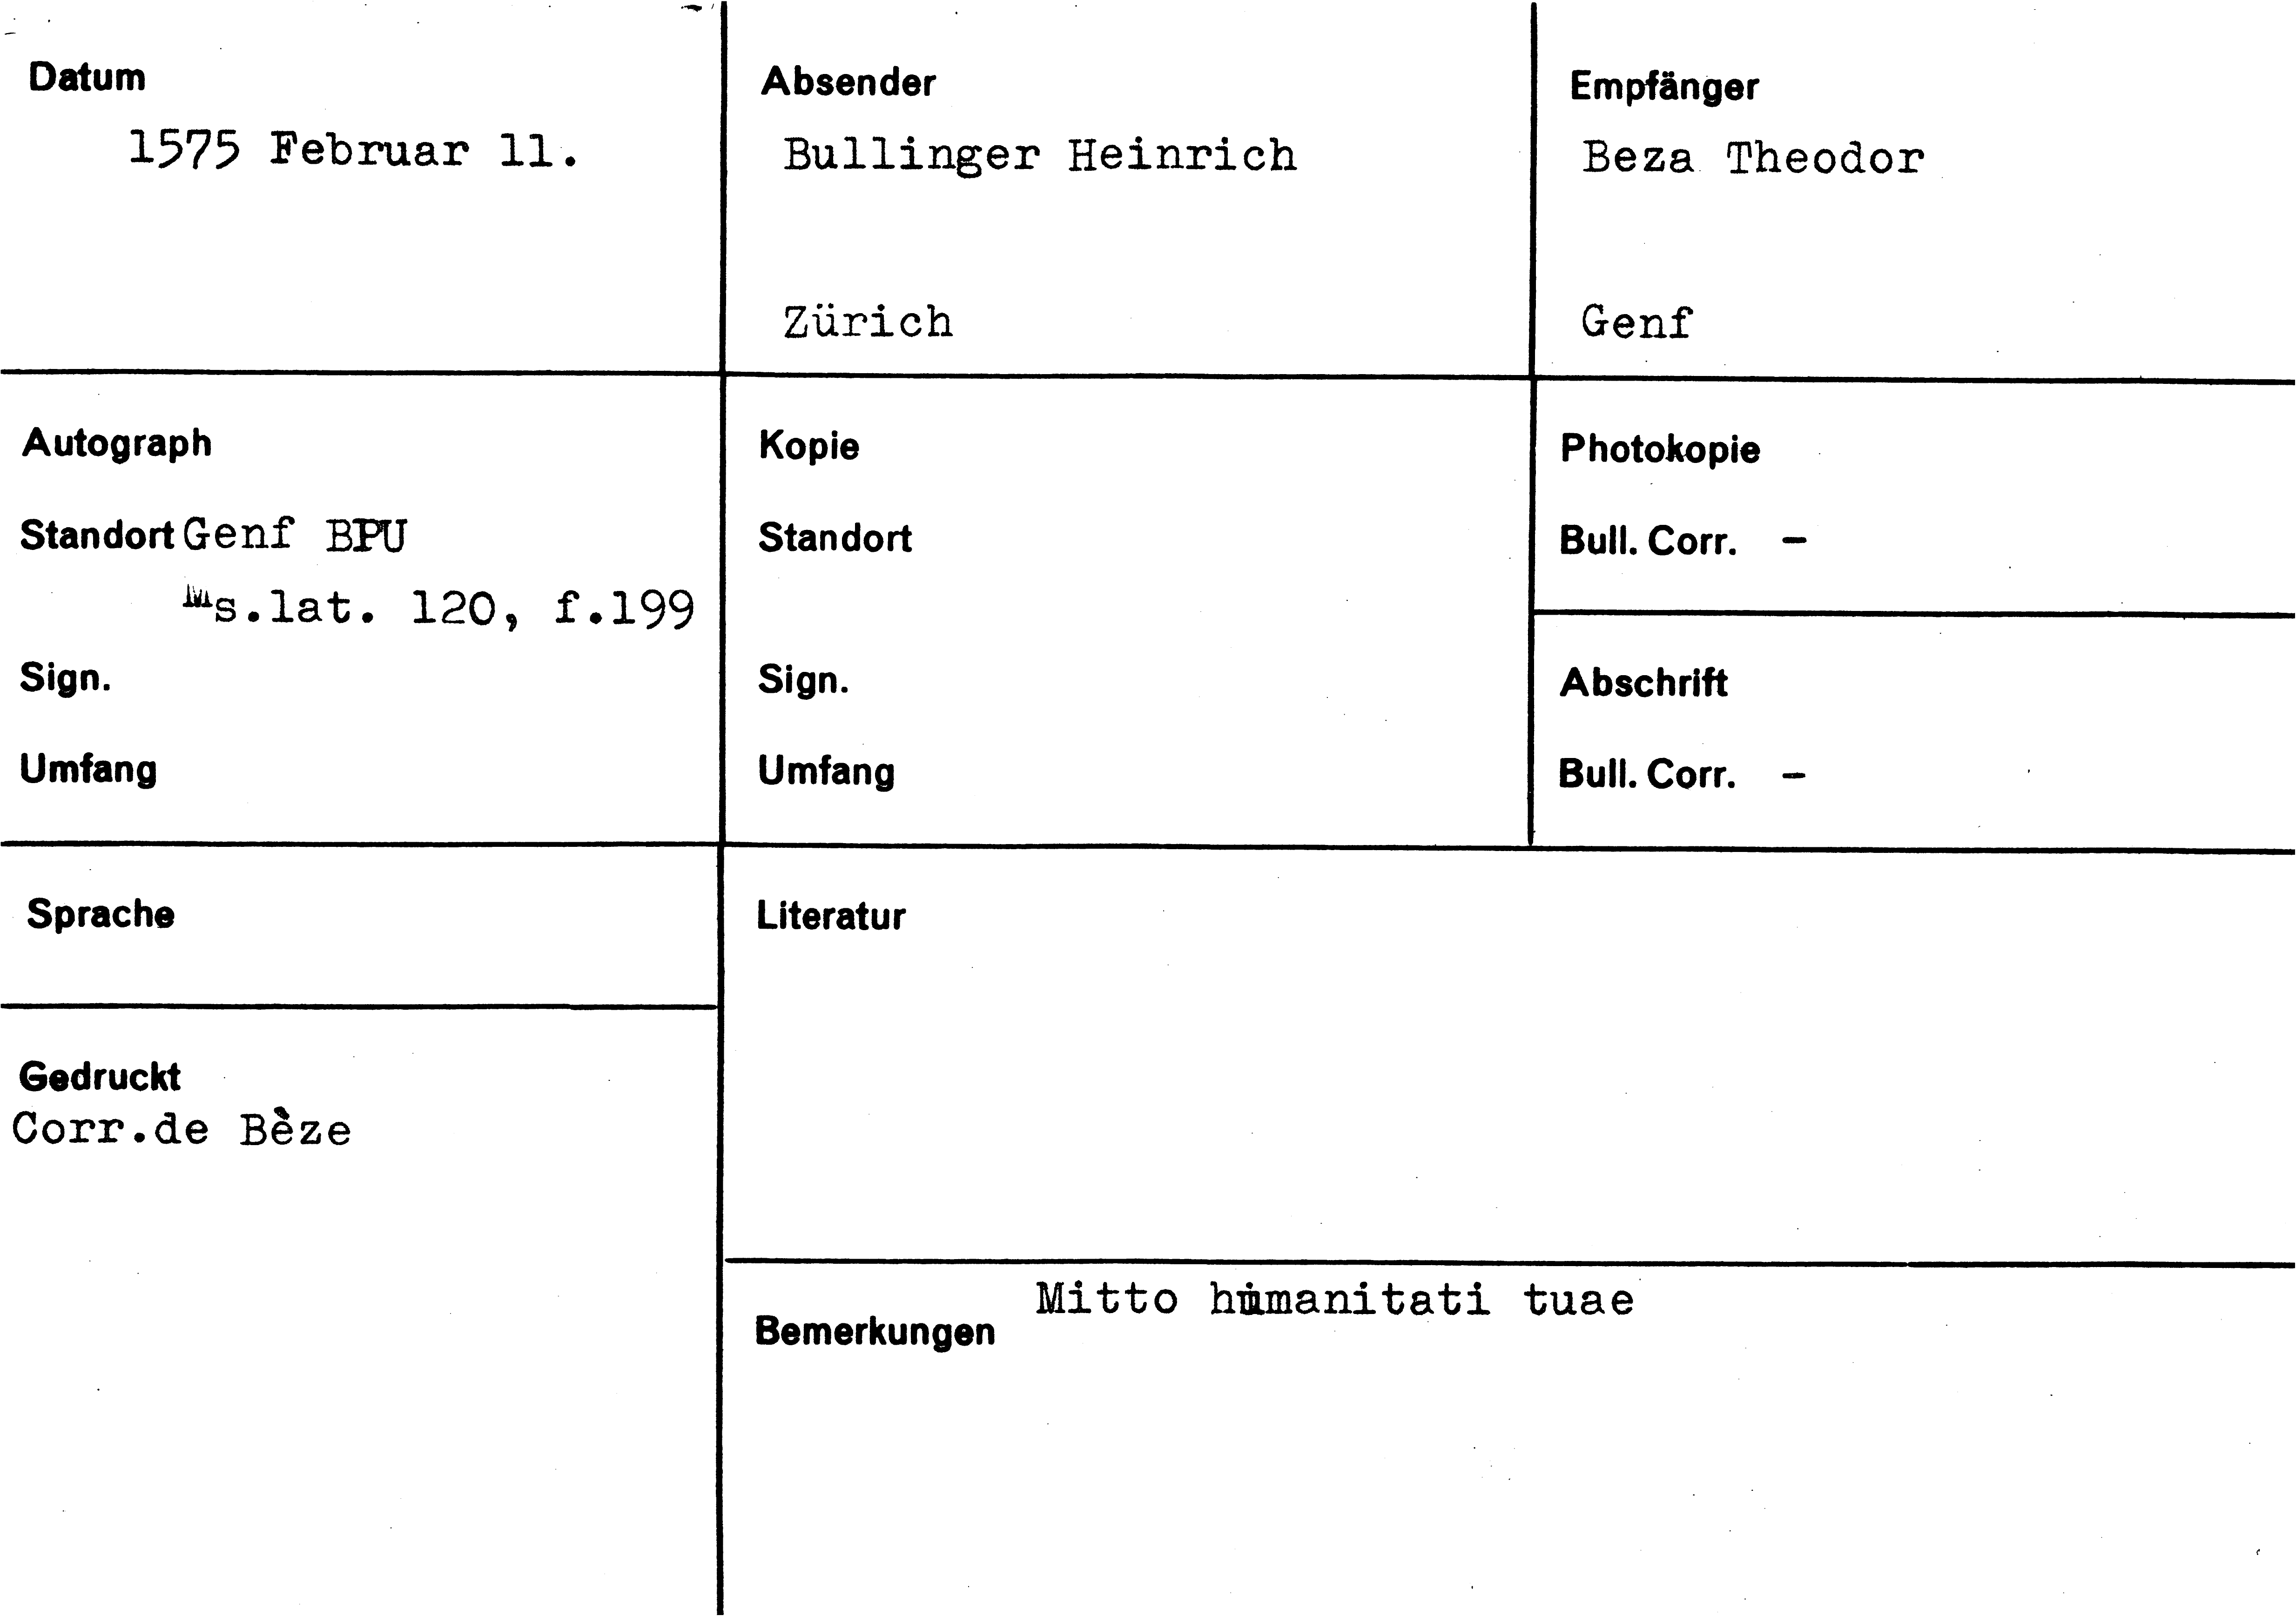 Datum
1575 Februar 11.
Absender
Bullinger Heinrich
Zürich
Empfänger
Beza Theodor
Genf
Autograph
Standort Genf BPU
Ms.lat. 120, f.199
Sign.
Umfang
Kopie
Standort
Sign.
Umfang
Photokopie
Bull. Corr. -
Abschrift
Bull. Corr. -
Sprache
Literatur
Gedruckt
Corr.de Bèze
Mitto humanitati tuae
Bemerkungen